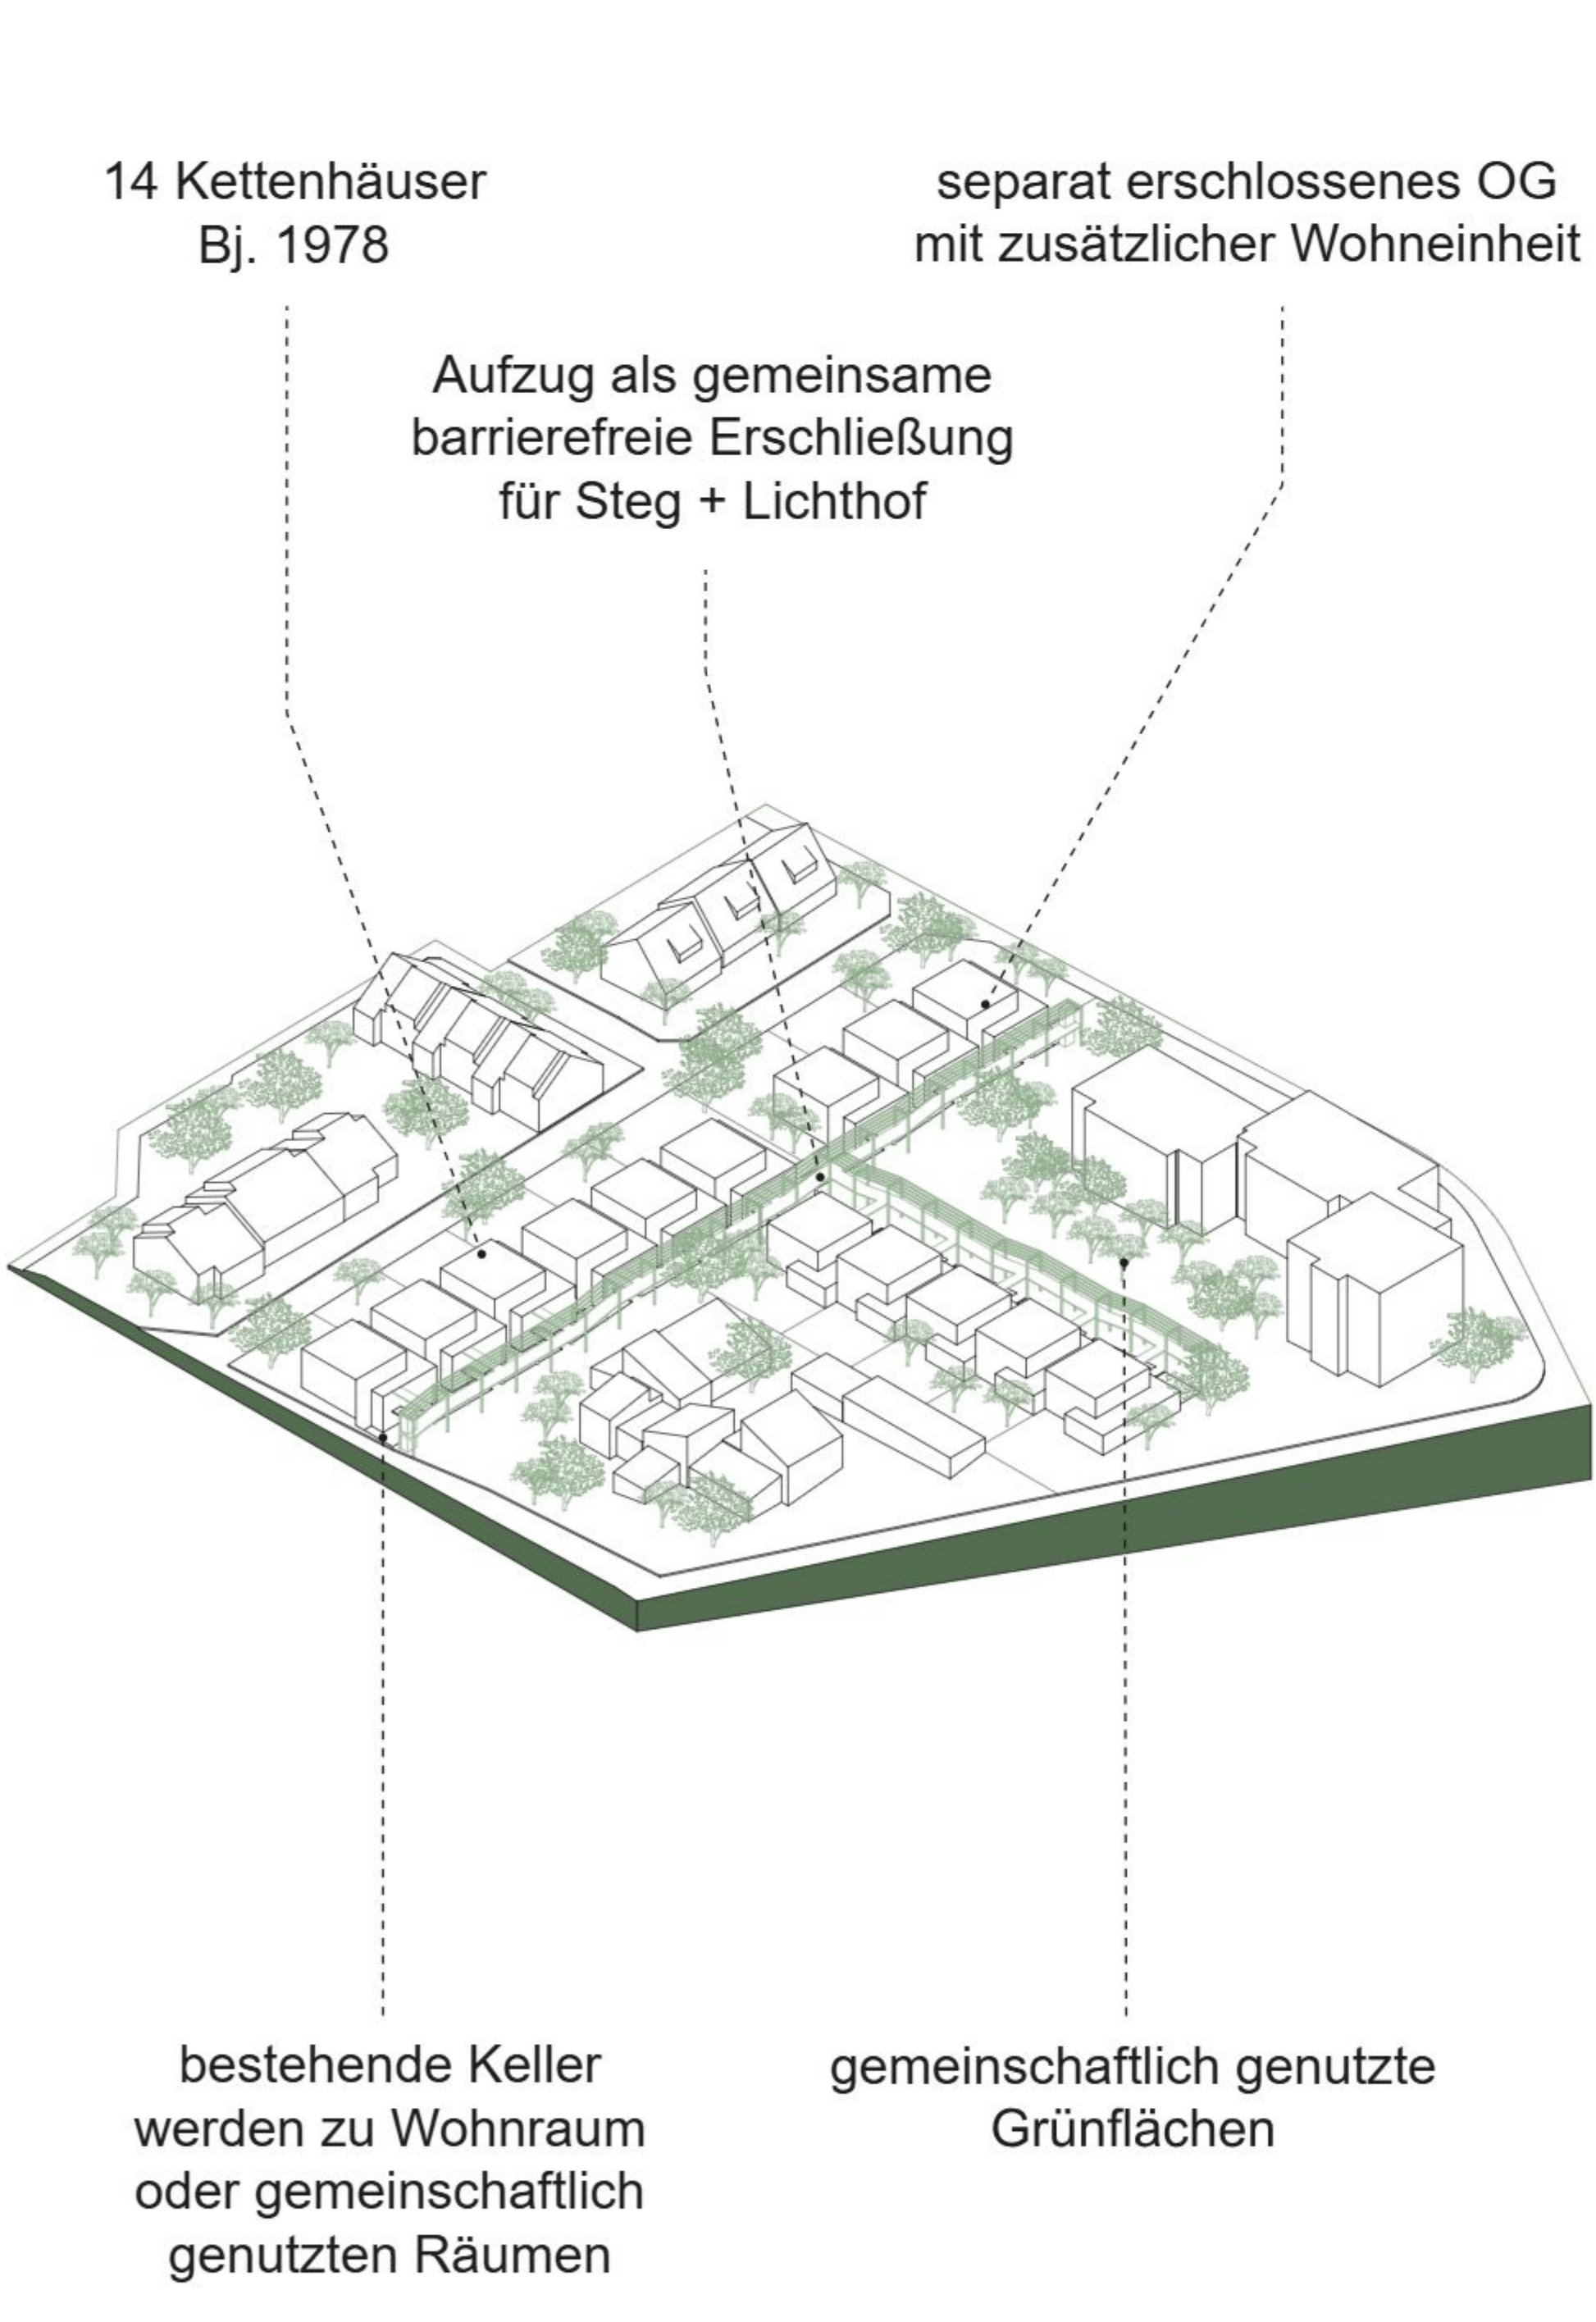 14 Kettenhäuser
Bj. 1978
separat erschlossenes OG
mit zusätzlicher Wohneinheit
Aufzug als gemeinsame
barrierefreie Erschließung
für Steg + Lichthof
bestehende Keller
werden zu Wohnraum
oder gemeinschaftlich
genutzten Räumen
gemeinschaftlich genutzte
Grünflächen